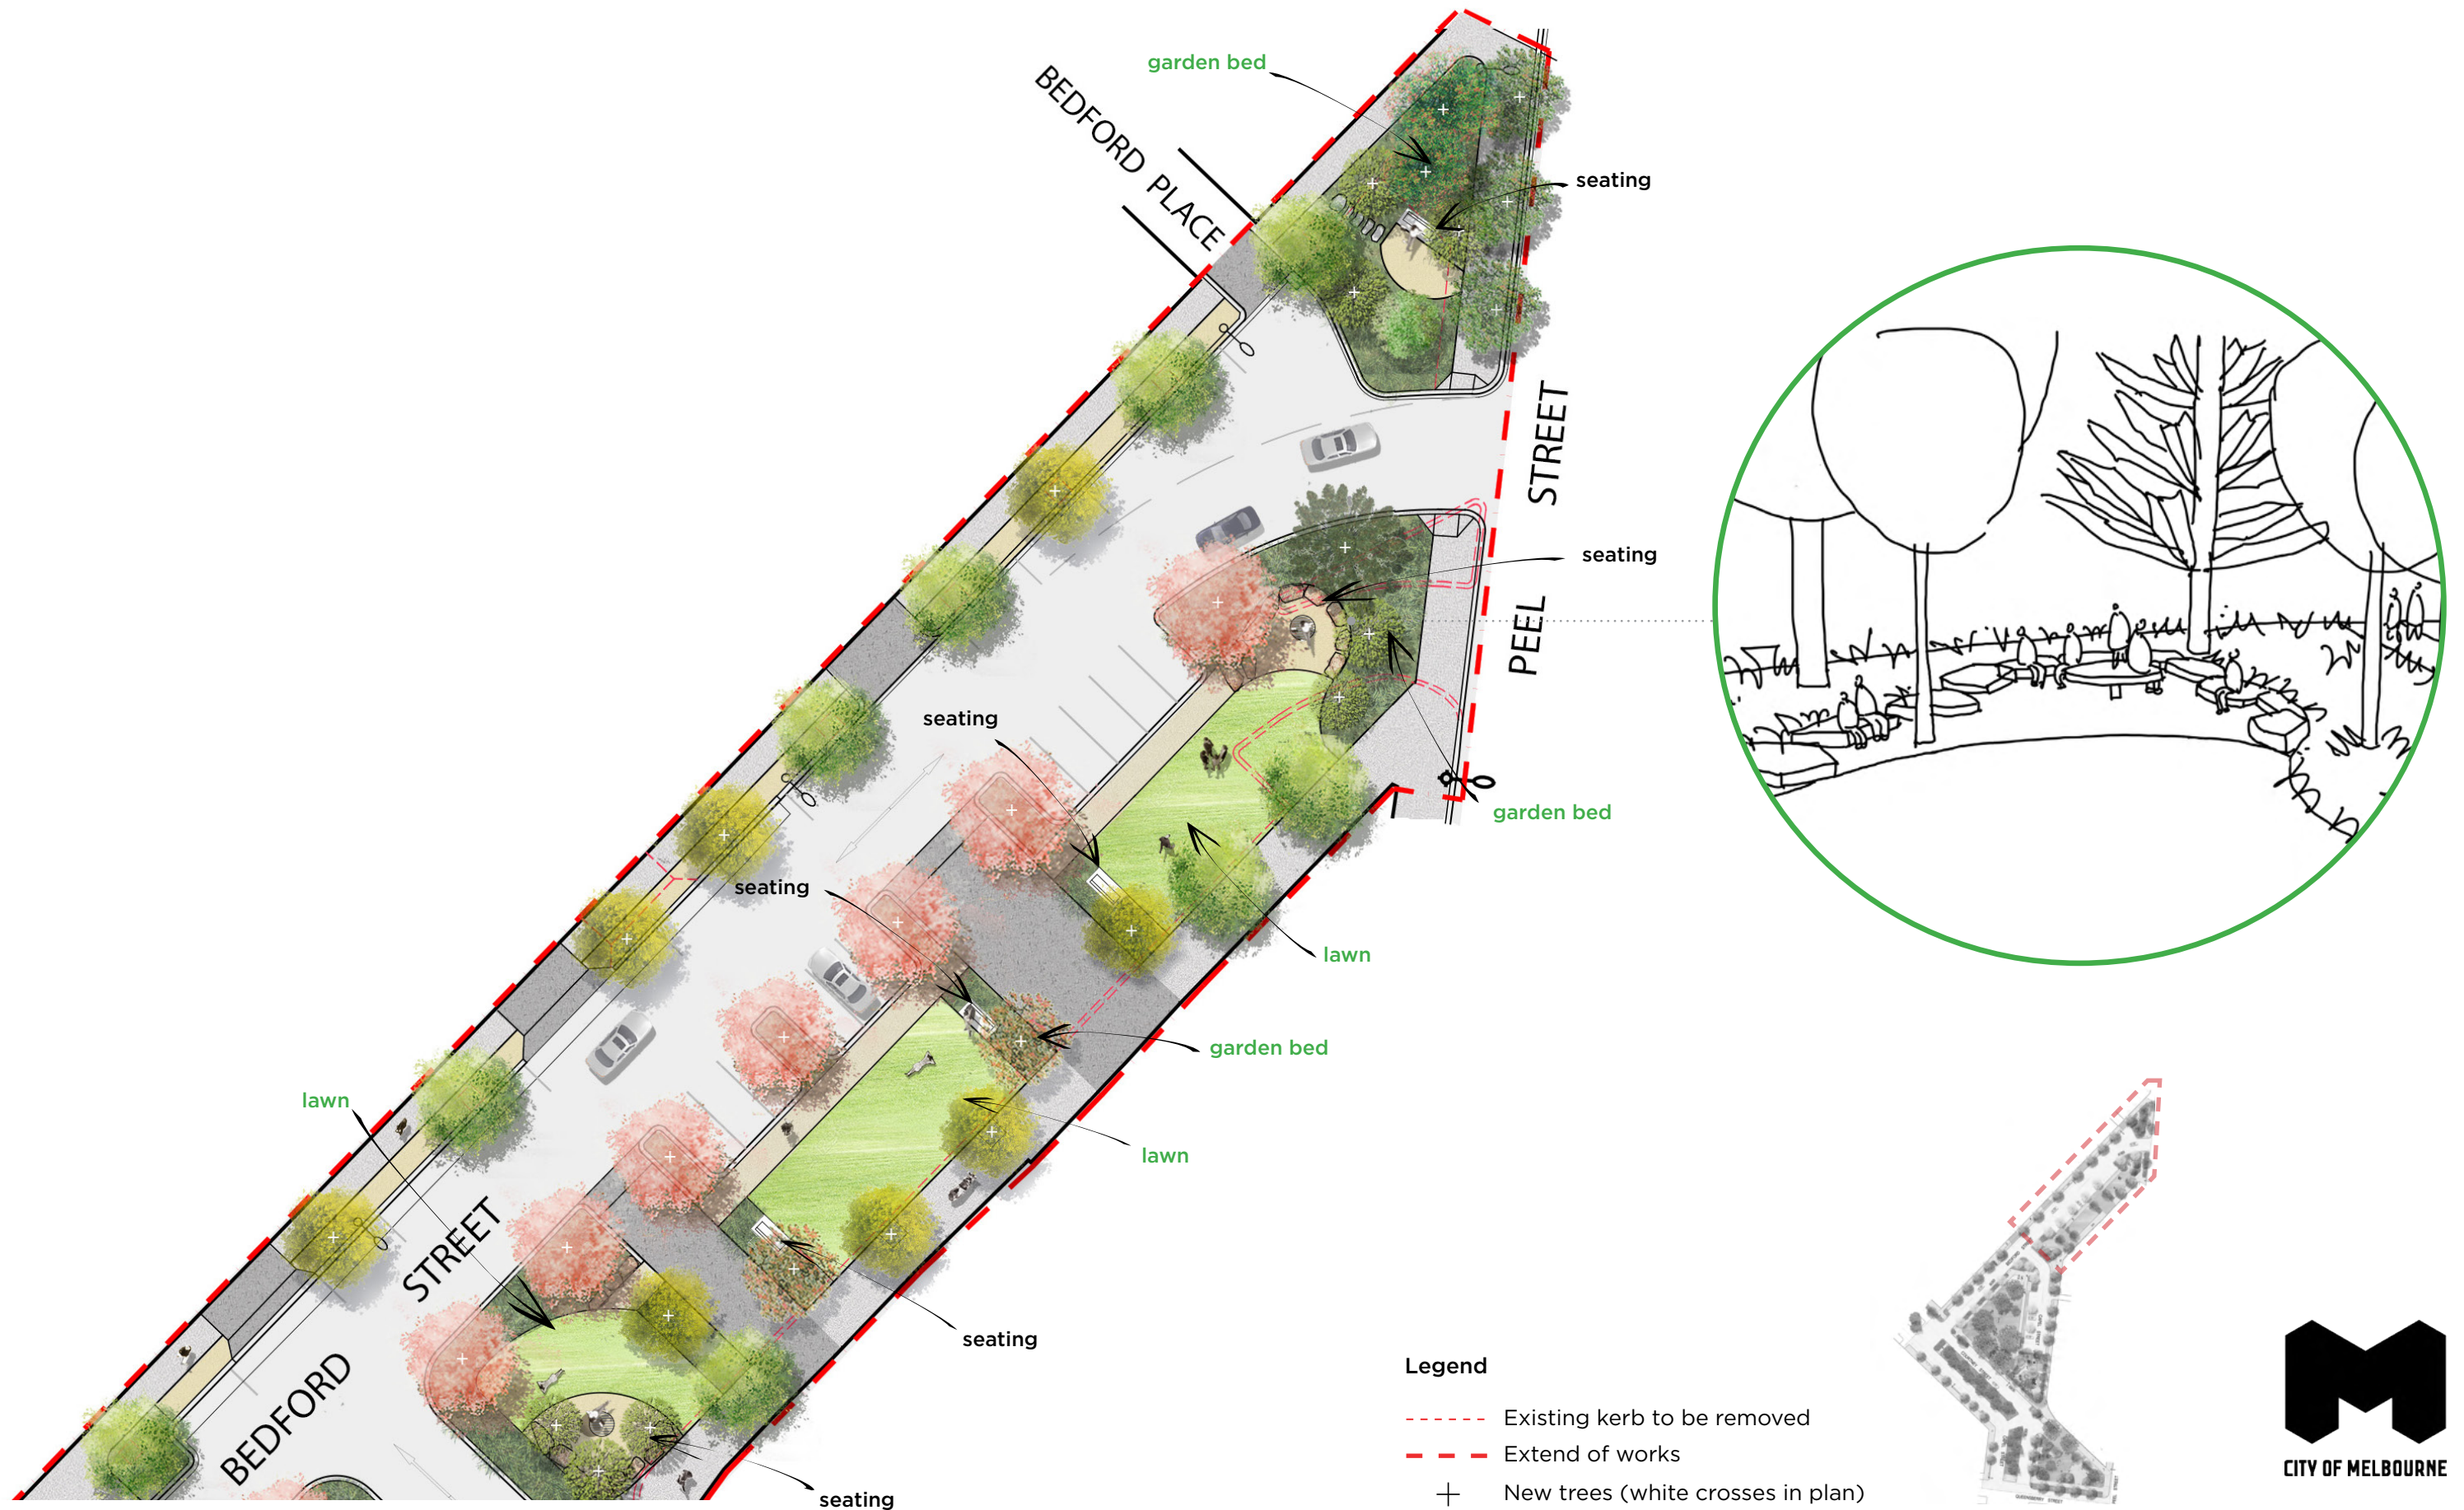 garden bed
BEDFORD PLACE
seating
STREET
seating
PEEL
seating
garden bed
seating
lawn
garden bed
lawn
lawn
STREET
seating
BEDFORD
seating
Legend
Existing kerb to be removed
Extend of works
New trees (white crosses in plan)
CITY OF MELBOURNE